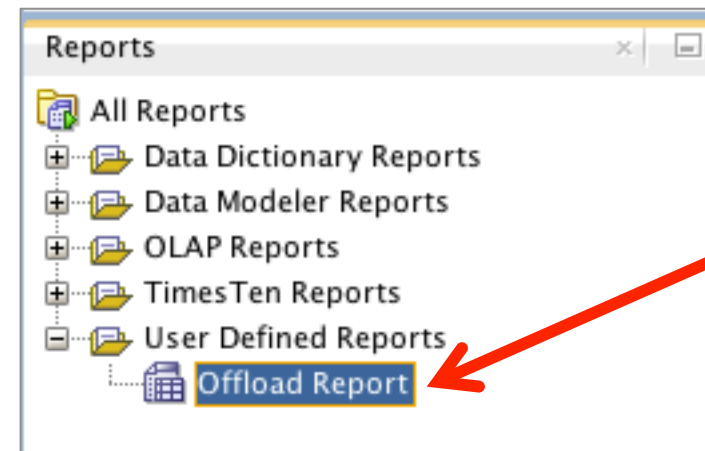 Reports
All Reports
Data Dictionary Reports
Data Modeler Reports
OLAP Reports
TimesTen Reports
User Defined Reports
Offload Report